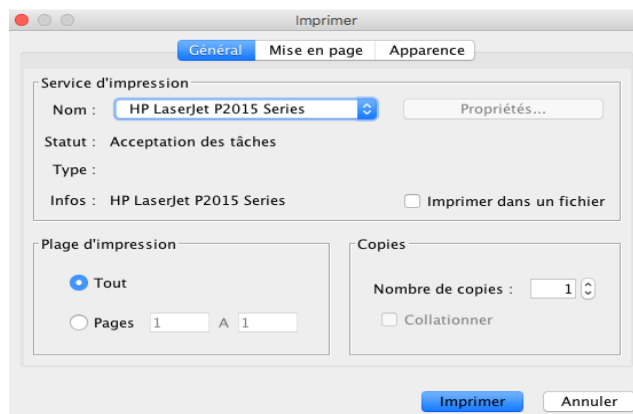 Imprimer
Général Mise en page Apparence
Service d'impression
Nom : HP LaserJet P2015 Series Propriétés...
Statut : Acceptation des tâches
Type :
Infos : HP LaserJet P2015 Series Imprimer dans un fichier
Plage d'impression
Tout
Pages 1 A 1
Copies
Nombre de copies : 1
Collationner
Imprimer Annuler